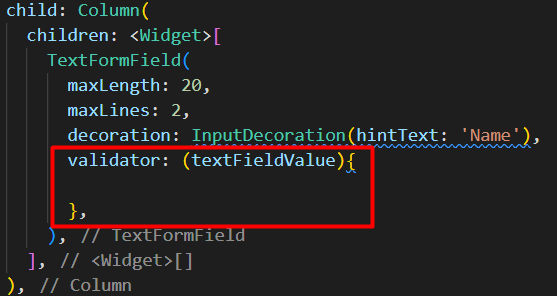 child: Column(
children: <Widget>[
TextFormField(
maxLength: 20,
maxLines: 2,
decoration: InputDecoration(hintText: 'Name'),
validator: (textFieldValue){
},
), // TextFormField
], // <Widget>[]
), // Column